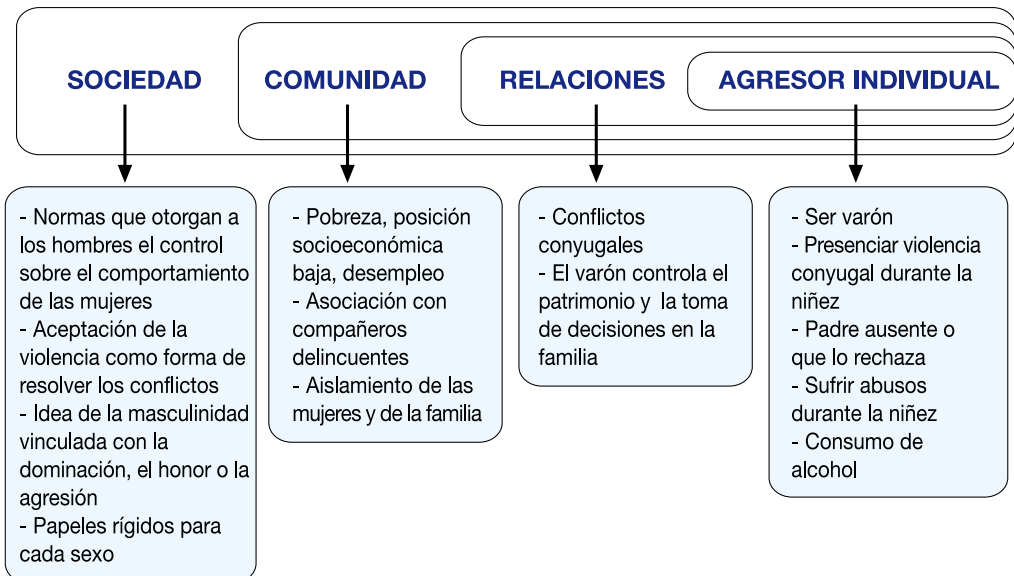 SOCIEDAD
COMUNIDAD
RELACIONES
AGRESOR INDIVIDUAL
- Normas que otorgan a
los hombres el control
sobre el comportamiento
de las mujeres
- Aceptación de la
violencia como forma de
resolver los conflictos
- Idea de la masculinidad
vinculada con la
dominación, el honor o la
agresión
- Papeles rígidos para
cada sexo
- Pobreza, posición
socioeconómica
baja, desempleo
- Asociación con
compañeros
delincuentes
- Aislamiento de las
mujeres y de la familia
- Conflictos
conyugales
- El varón controla el
patrimonio y la toma
de decisiones en la
familia
- Ser varón
- Presenciar violencia
conyugal durante la
niñez
- Padre ausente o
que lo rechaza
- Sufrir abusos
durante la niñez
- Consumo de
alcohol